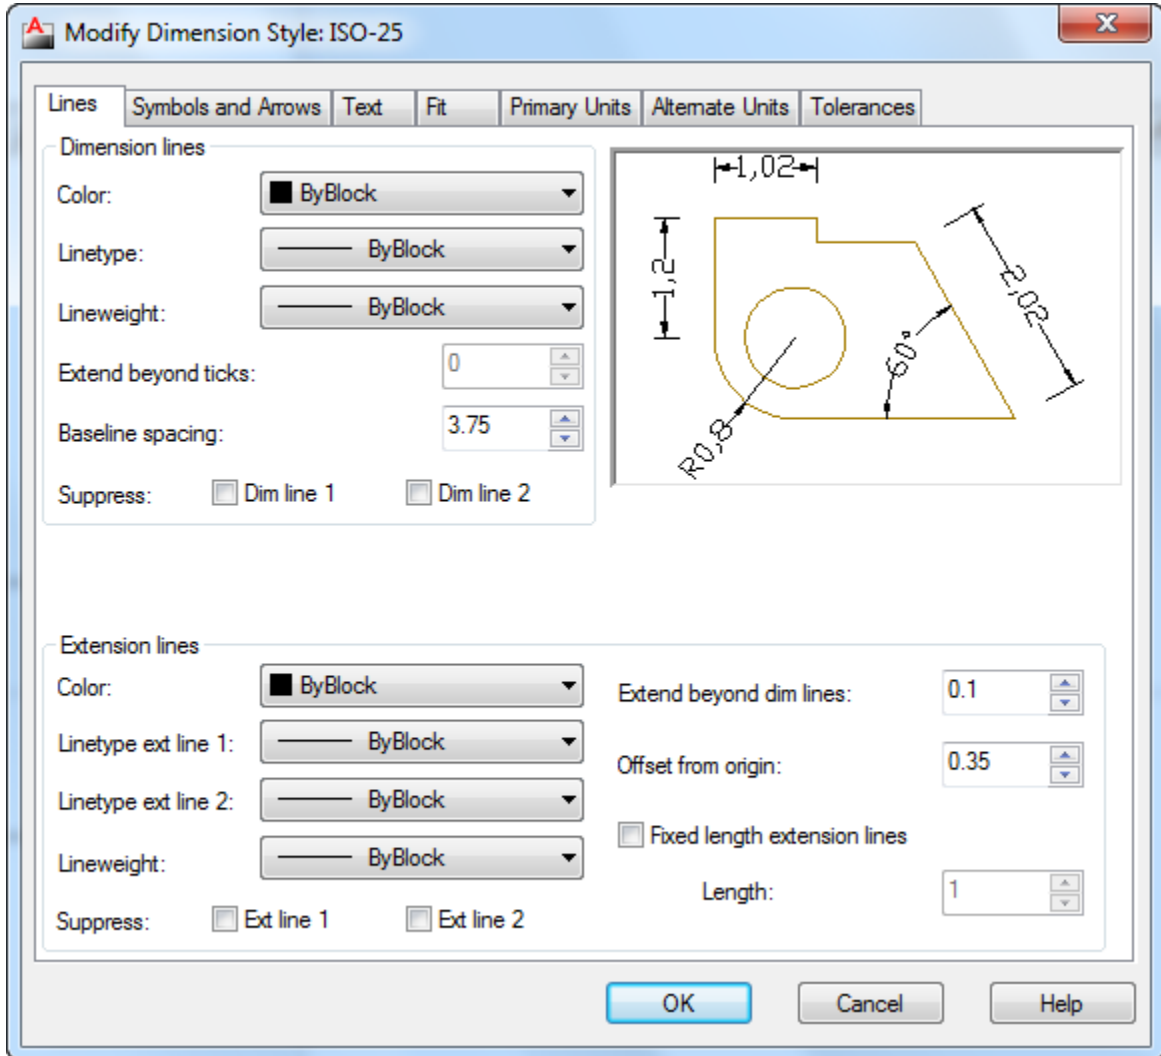 Modify Dimension Style: ISO-25
Lines Symbols and Arrows Text Fit Primary Units Alternate Units Tolerances
Dimension lines
Color: ByBlock
Linetype: ByBlock
Lineweight: ByBlock
Extend beyond ticks: 0
Baseline spacing: 3.75
Suppress: Dim line 1 Dim line 2
1,02
1,2
2,02
60°
R0,8
Extension lines
Color: ByBlock
Linetype ext line 1: ByBlock
Linetype ext line 2: ByBlock
Lineweight: ByBlock
Suppress: Ext line 1 Ext line 2
Extend beyond dim lines: 0.1
Offset from origin: 0.35
Fixed length extension lines
Length: 1
OK Cancel Help